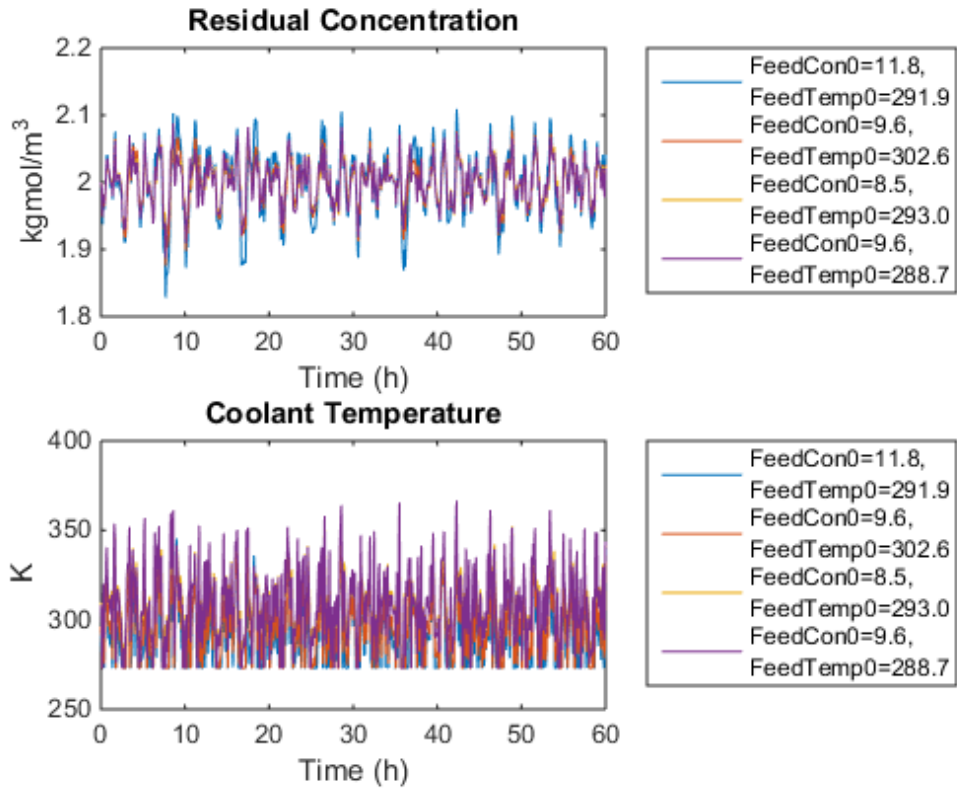 Residual Concentration
2.2
2.1
2
1.9
1.8
kgmol/m³
0 10 20 30 40 50 60
Time (h)
FeedCon0=11.8,
FeedTemp0=291.9
FeedCon0=9.6,
FeedTemp0=302.6
FeedCon0=8.5,
FeedTemp0=293.0
FeedCon0=9.6,
FeedTemp0=288.7
Coolant Temperature
400
350
300
250
K
0 10 20 30 40 50 60
Time (h)
FeedCon0=11.8,
FeedTemp0=291.9
FeedCon0=9.6,
FeedTemp0=302.6
FeedCon0=8.5,
FeedTemp0=293.0
FeedCon0=9.6,
FeedTemp0=288.7